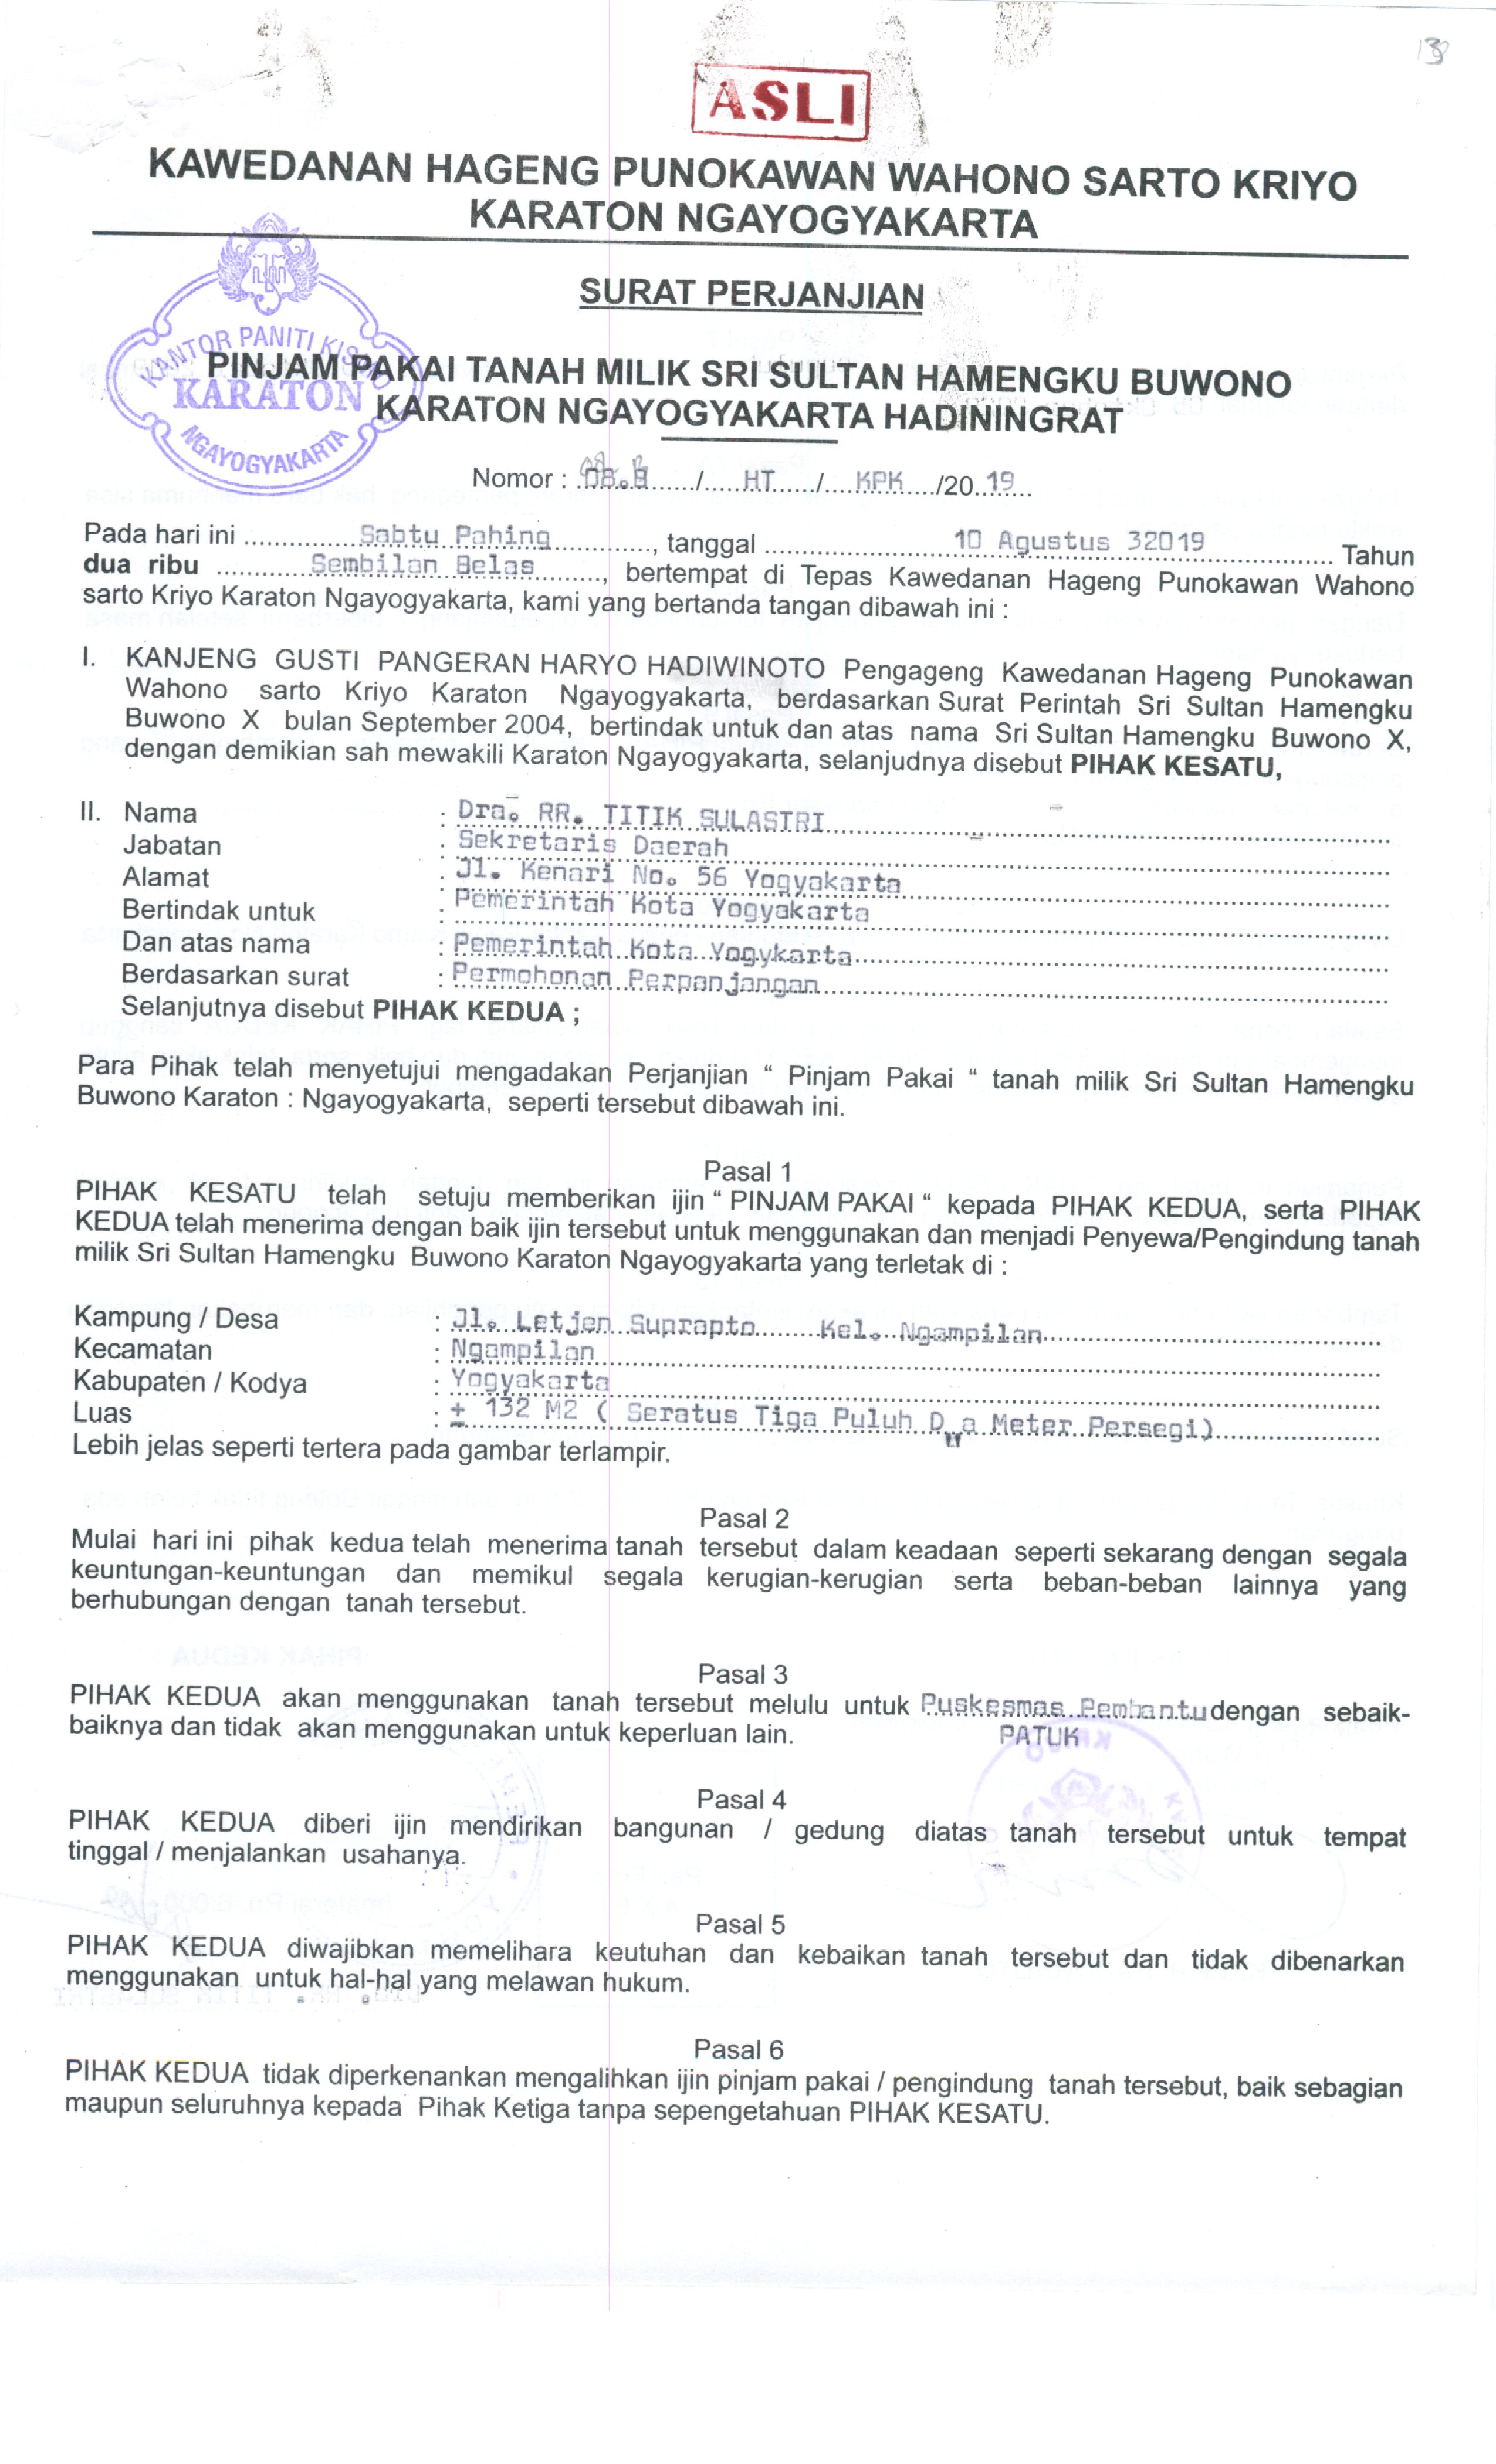 ASLI
KAWEDANAN HAGENG PUNOKAWAN WAHONO SARTO KRIYO
KARATON NGAYOGYAKARTA
KANTOR PANITI KISMO
KARATON
NGAYOGYAKARTA
SURAT PERJANJIAN
PINJAM PAKAI TANAH MILIK SRI SULTAN HAMENGKU BUWONO
KARATON NGAYOGYAKARTA HADININGRAT
Nomor : 08.B / HT / KPK /20 19
Pada hari ini Sabtu Pahing, tanggal 10 Agustus 32019 Tahun
dua ribu Sembilan Belas, bertempat di Tepas Kawedanan Hageng Punokawan Wahono
sarto Kriyo Karaton Ngayogyakarta, kami yang bertanda tangan dibawah ini :
I. KANJENG GUSTI PANGERAN HARYO HADIWINOTO Pengageng Kawedanan Hageng Punokawan
Wahono sarto Kriyo Karaton Ngayogyakarta, berdasarkan Surat Perintah Sri Sultan Hamengku
Buwono X bulan September 2004, bertindak untuk dan atas nama Sri Sultan Hamengku Buwono X,
dengan demikian sah mewakili Karaton Ngayogyakarta, selanjudnya disebut PIHAK KESATU,
II. Nama : Dra. RR. TITIK SULASTRI
Jabatan : Sekretaris Daerah
Alamat : Jl. Kenari No. 56 Yogyakarta
Bertindak untuk : Pemerintah Kota Yogyakarta
Dan atas nama : Pemerintah Kota Yogykarta
Berdasarkan surat : Permohonan Perpanjangan
Selanjutnya disebut PIHAK KEDUA ;
Para Pihak telah menyetujui mengadakan Perjanjian “ Pinjam Pakai “ tanah milik Sri Sultan Hamengku
Buwono Karaton : Ngayogyakarta, seperti tersebut dibawah ini.
Pasal 1
PIHAK KESATU telah setuju memberikan ijin “ PINJAM PAKAI “ kepada PIHAK KEDUA, serta PIHAK
KEDUA telah menerima dengan baik ijin tersebut untuk menggunakan dan menjadi Penyewa/Pengindung tanah
milik Sri Sultan Hamengku Buwono Karaton Ngayogyakarta yang terletak di :
Kampung / Desa : Jl. Letjen Suprapto Kel. Ngampilan
Kecamatan : Ngampilan
Kabupaten / Kodya : Yogyakarta
Luas : ± 132 M2 ( Seratus Tiga Puluh Dua Meter Persegi)
Lebih jelas seperti tertera pada gambar terlampir.
Pasal 2
Mulai hari ini pihak kedua telah menerima tanah tersebut dalam keadaan seperti sekarang dengan segala
keuntungan-keuntungan dan memikul segala kerugian-kerugian serta beban-beban lainnya yang
berhubungan dengan tanah tersebut.
Pasal 3
PIHAK KEDUA akan menggunakan tanah tersebut melulu untuk Puskesmas Pembantu dengan sebaik-
baiknya dan tidak akan menggunakan untuk keperluan lain. PATUK
Pasal 4
PIHAK KEDUA diberi ijin mendirikan bangunan / gedung diatas tanah tersebut untuk tempat
tinggal / menjalankan usahanya.
Pasal 5
PIHAK KEDUA diwajibkan memelihara keutuhan dan kebaikan tanah tersebut dan tidak dibenarkan
menggunakan untuk hal-hal yang melawan hukum.
Pasal 6
PIHAK KEDUA tidak diperkenankan mengalihkan ijin pinjam pakai / pengindung tanah tersebut, baik sebagian
maupun seluruhnya kepada Pihak Ketiga tanpa sepengetahuan PIHAK KESATU.